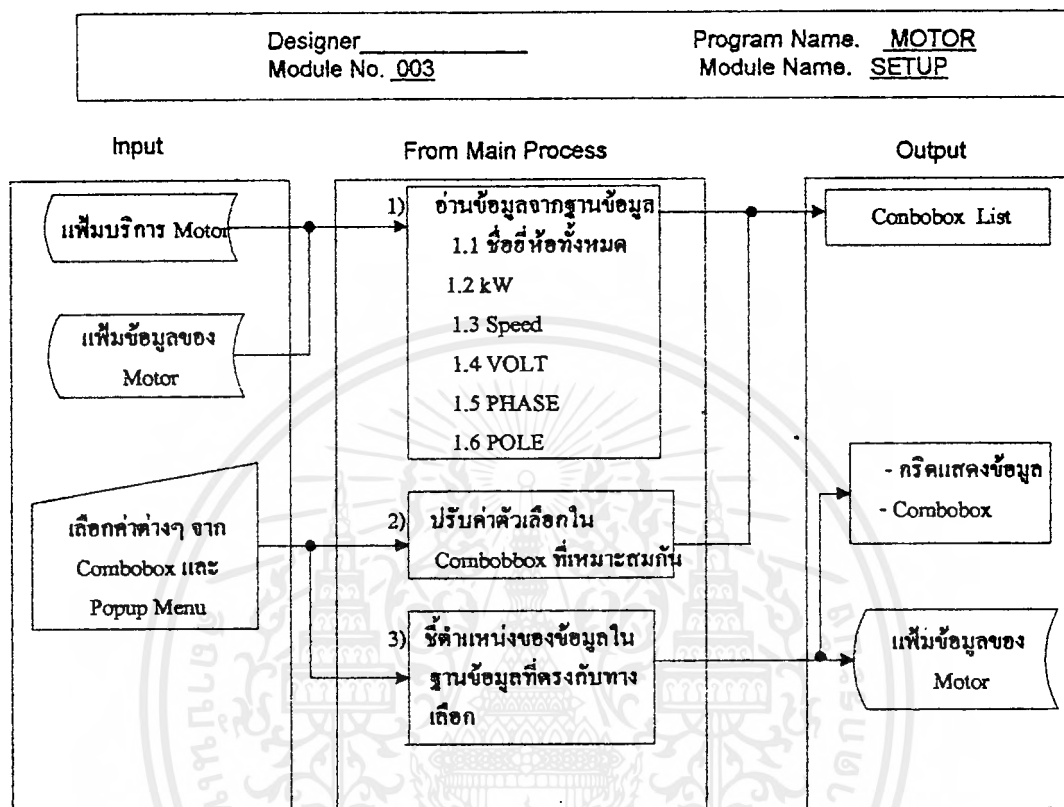 Designer
Program Name. MOTOR
Module No. 003
Module Name. SETUP
Input
From Main Process
Output
แฟ้มบริการ Motor
แฟ้มข้อมูลของ
Motor
เลือกค่าต่างๆ จาก
Combobox และ
Popup Menu
1) อ่านข้อมูลจากฐานข้อมูล
1.1 ชื่อยี่ห้อทั้งหมด
1.2 kW
1.3 Speed
1.4 VOLT
1.5 PHASE
1.6 POLE
2) ปรับค่าตัวเลือกใน
Combobbox ที่เหมาะสมกัน
3) ชี้ตำแหน่งของข้อมูลใน
ฐานข้อมูลที่ตรงกับทาง
เลือก
Conbobox List
- กริดแสดงข้อมูล
- Combobox
แฟ้มข้อมูลของ
Motor